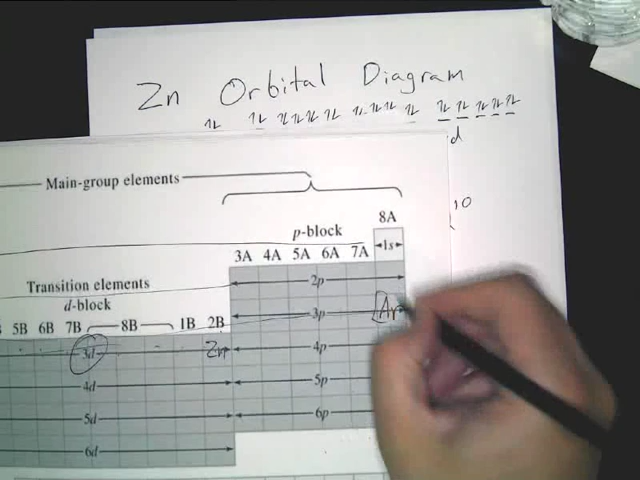 Zn Orbital Diagram
⥮ ⥮ ⥮⥮⥮ ⥮ ⥮⥮⥮ ⥮ ⥮ ⥮ ⥮ ⥮ ⥮
d
Main-group elements
10
8A
p-block
1s
3A 4A 5A 6A 7A
Transition elements
2p
d-block
3p
Ar
5B 6B 7B 8B 1B 2B
3d
Zn
4p
4d
5p
5d
6p
6d